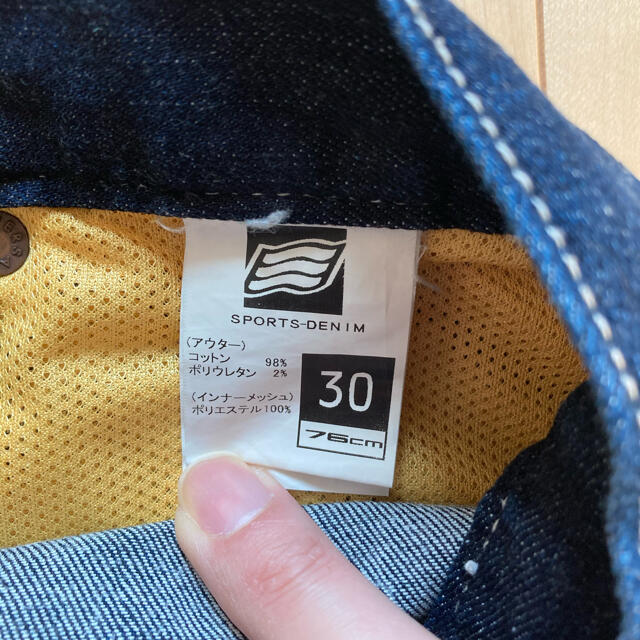 SPORTS-DENIM
(アウター)
コットン 98%
ポリウレタン 2%
(インナーメッシュ)
ポリエステル100%
30
76cm